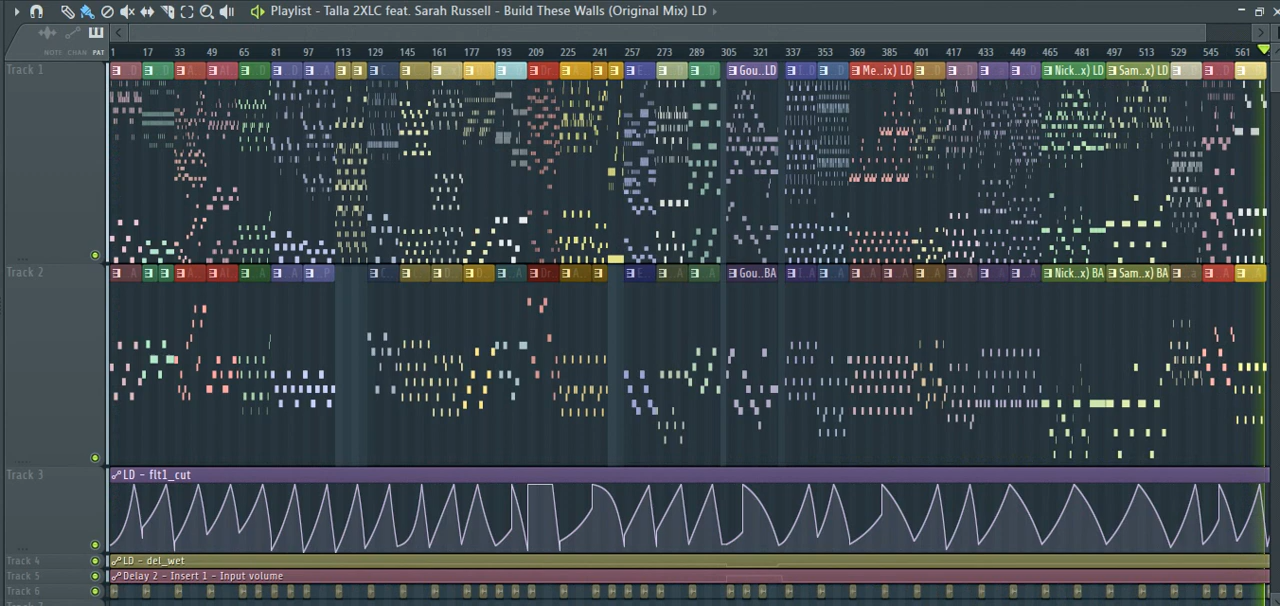 Playlist - Talla 2XLC feat. Sarah Russell - Build These Walls (Original Mix) LD
NOTE CHAN PAT
1 17 33 49 65 81 97 113 129 145 161 177 193 209 225 241 257 273 289 305 321 337 353 369 385 401 417 433 449 465 481 497 513 529 545 561
Track 1
Gou..LD Me..ix) LD Nick..x) LD Sam..x) LD
Track 2
Gou..BA Nick..x) BA Sam..x) BA
Track 3
LD - flt1_cut
Track 4
LD - del_wet
Track 5
Delay 2 - Insert 1 - Input volume
Track 6